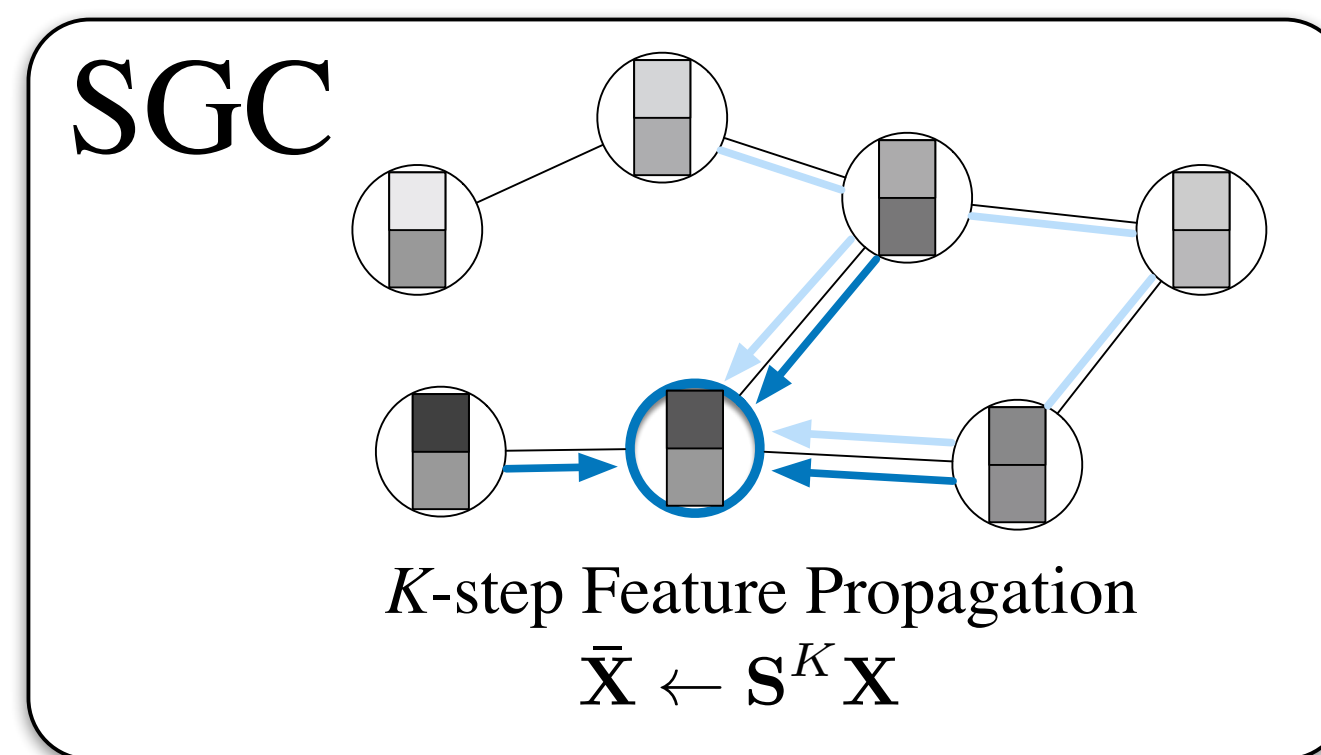 SGC
K-step Feature Propagation
X̄ ← S^K X